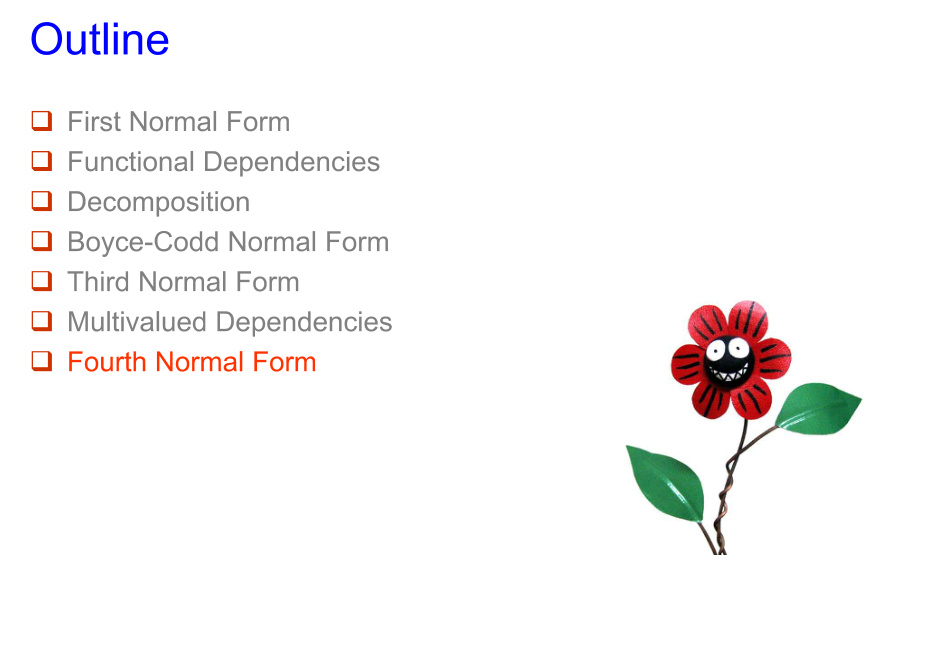 Outline
First Normal Form
Functional Dependencies
Decomposition
Boyce-Codd Normal Form
Third Normal Form
Multivalued Dependencies
Fourth Normal Form